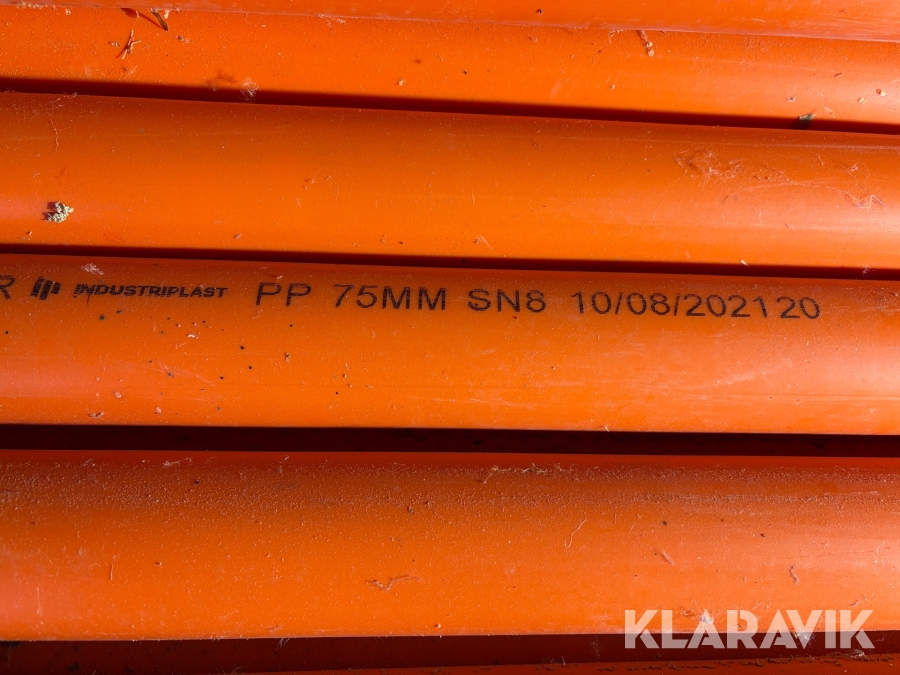 R INDUSTRIPLAST PP 75MM SN8 10/08/202120
KLARAVIK